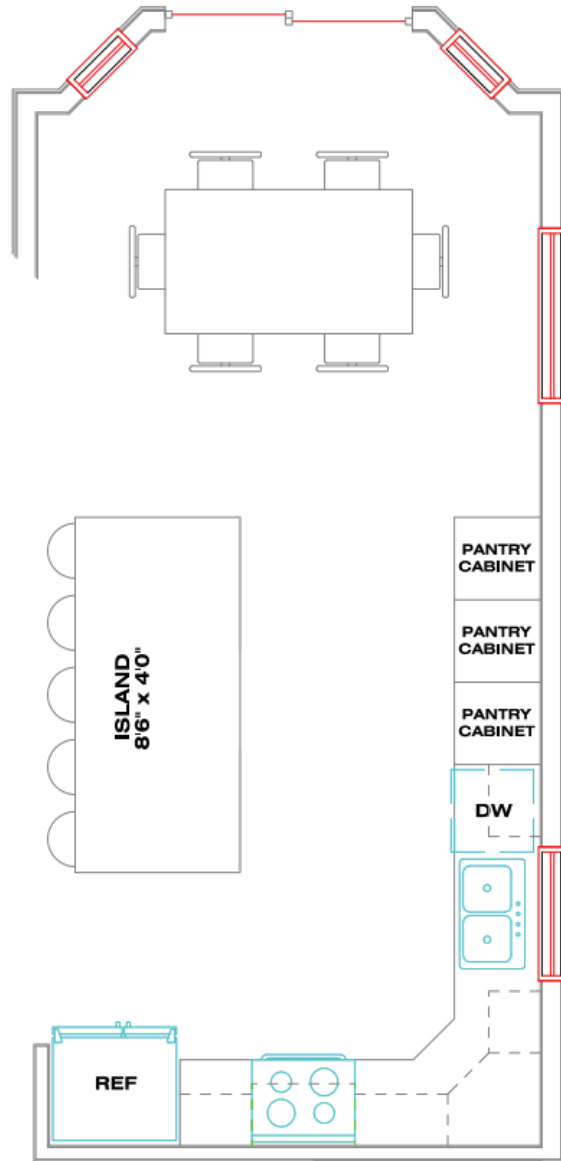 PANTRY
CABINET
PANTRY
CABINET
ISLAND
8'6" x 4'0"
PANTRY
CABINET
DW
REF